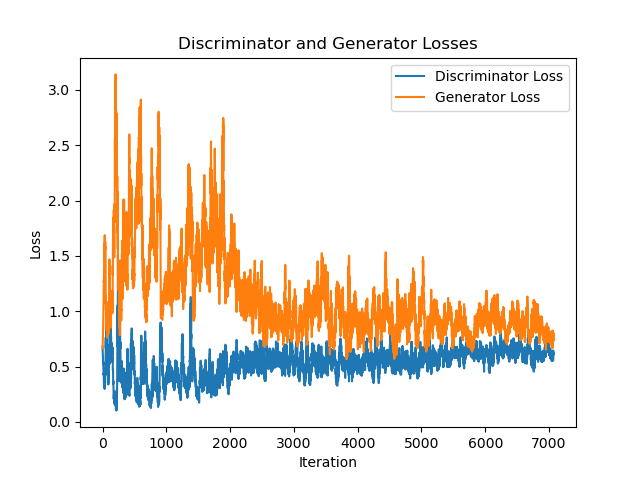 Discriminator and Generator Losses
Discriminator Loss
Generator Loss
3.0
2.5
2.0
1.5
1.0
0.5
0.0
Loss
0 1000 2000 3000 4000 5000 6000 7000
Iteration